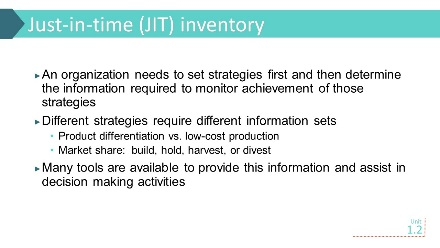 Just-in-time (JIT) inventory
An organization needs to set strategies first and then determine
the information required to monitor achievement of those
strategies
Different strategies require different information sets
Product differentiation vs. low-cost production
Market share: build, hold, harvest, or divest
Many tools are available to provide this information and assist in
decision making activities
Unit
1.2